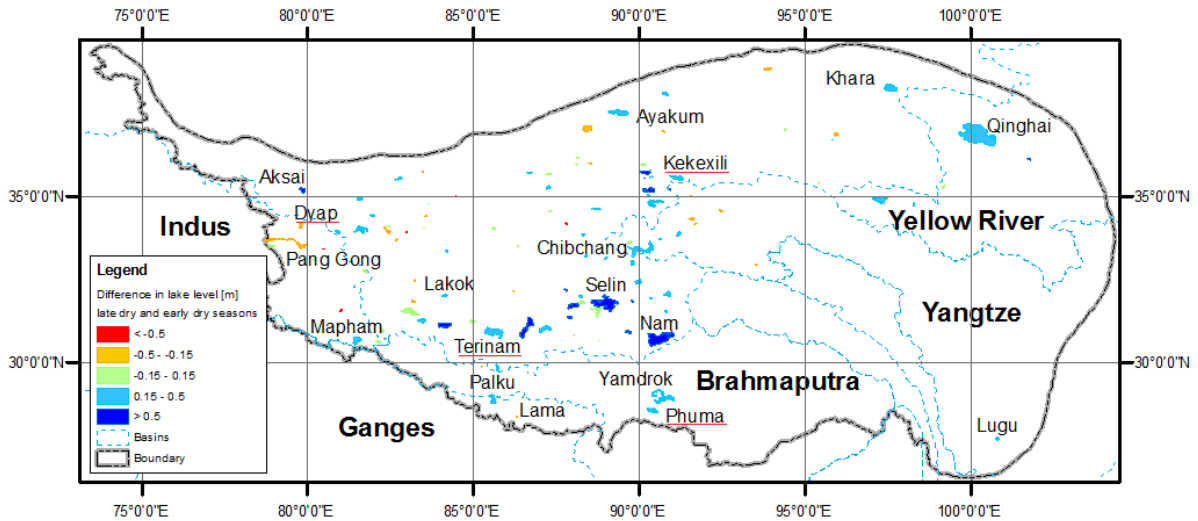 75°0'0"E 80°0'0"E 85°0'0"E 90°0'0"E 95°0'0"E 100°0'0"E
Khara
Ayakum
Qinghai
Kekexili
Aksai
35°0'0"N 35°0'0"N
Dyap
Indus
Yellow River
Chibchang
Pang Gong
Legend
Difference in lake level [m]
late dry and early dry seasons
<-0.5
-0.5 - -0.15
-0.15 - 0.15
0.15 - 0.5
> 0.5
Basins
Boundary
Lakok
Selin
Yangtze
Mapham
Nam
Terinam
30°0'0"N 30°0'0"N
Palku
Yamdrok
Brahmaputra
Lama
Phuma
Ganges
Lugu
75°0'0"E 80°0'0"E 85°0'0"E 90°0'0"E 95°0'0"E 100°0'0"E